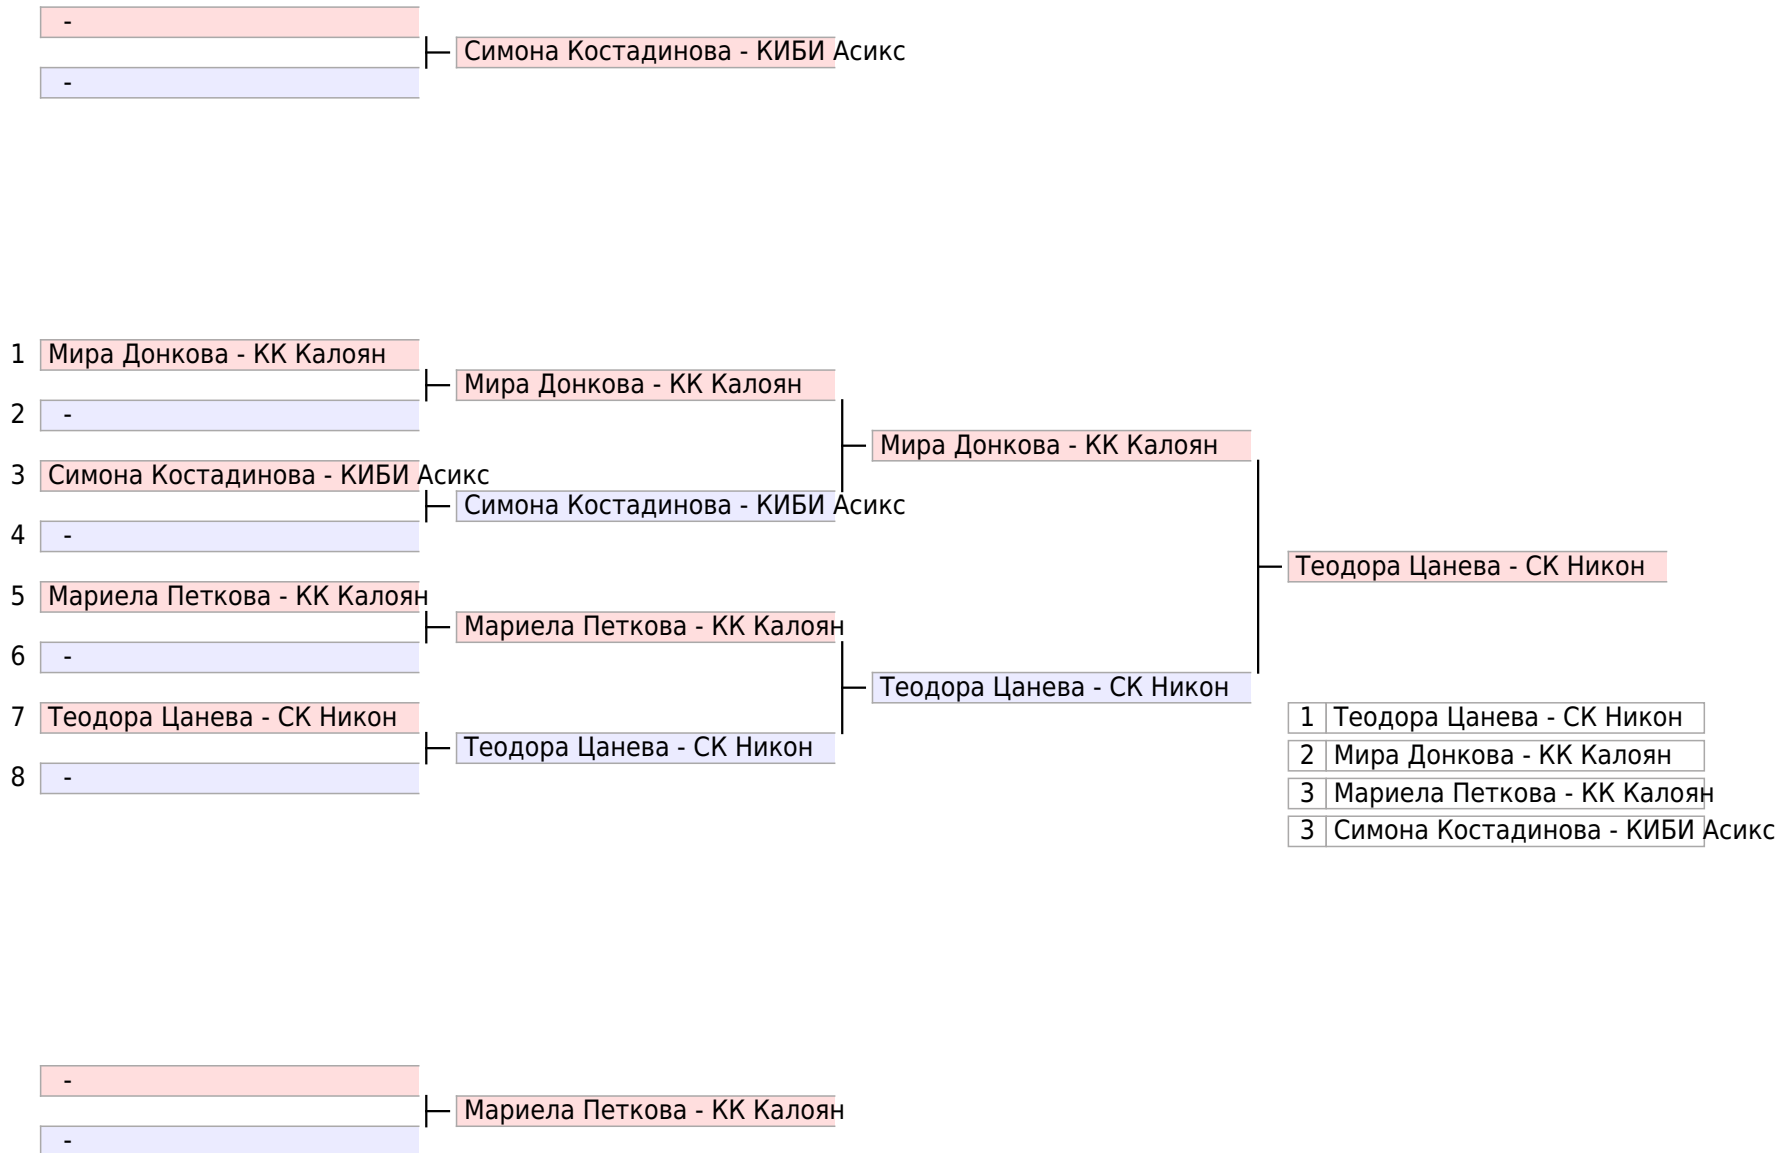 -
Симона Костадинова - КИБИ Асикс
-
1 Мира Донкова - КК Калоян
Мира Донкова - КК Калоян
2 -
Мира Донкова - КК Калоян
3 Симона Костадинова - КИБИ Асикс
Симона Костадинова - КИБИ Асикс
4 -
Теодора Цанева - СК Никон
5 Мариела Петкова - КК Калоян
Мариела Петкова - КК Калоян
6 -
Теодора Цанева - СК Никон
7 Теодора Цанева - СК Никон
Теодора Цанева - СК Никон
8 -
1 Теодора Цанева - СК Никон
2 Мира Донкова - КК Калоян
3 Мариела Петкова - КК Калоян
3 Симона Костадинова - КИБИ Асикс
-
Мариела Петкова - КК Калоян
-